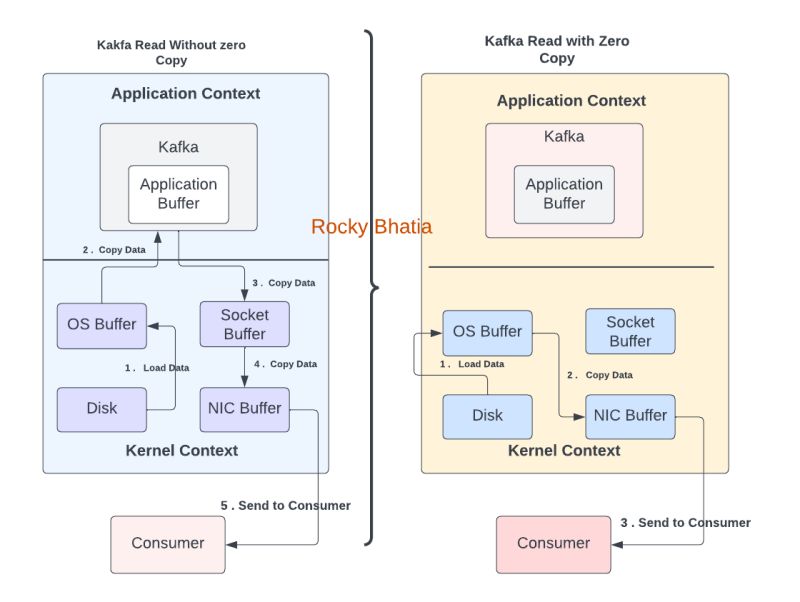 Kakfa Read Without zero
Copy
Application Context
Kafka
Application
Buffer
2 . Copy Data
3 . Copy Data
OS Buffer
Socket
Buffer
1 . Load Data
4 . Copy Data
Disk
NIC Buffer
Kernel Context
5 . Send to Consumer
Consumer
Rocky Bhatia
Kafka Read with Zero
Copy
Application Context
Kafka
Application
Buffer
OS Buffer
Socket
Buffer
1 . Load Data
2 . Copy Data
Disk
NIC Buffer
Kernel Context
3 . Send to Consumer
Consumer